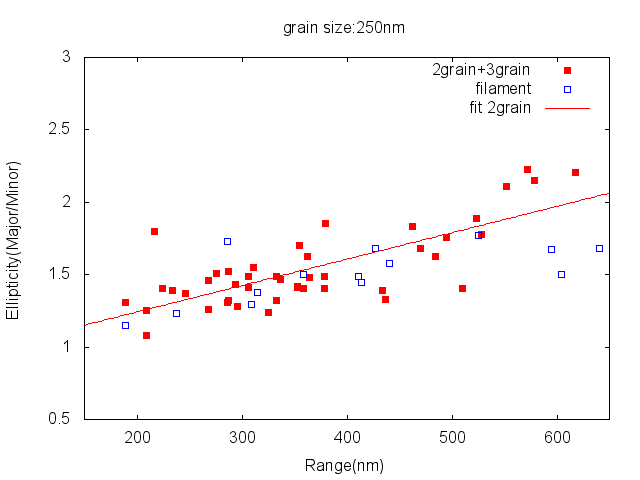 grain size:250nm
2grain+3grain
filament
fit 2grain
Ellipticity(Major/Minor)
3
2.5
2
1.5
1
0.5
200 300 400 500 600
Range(nm)